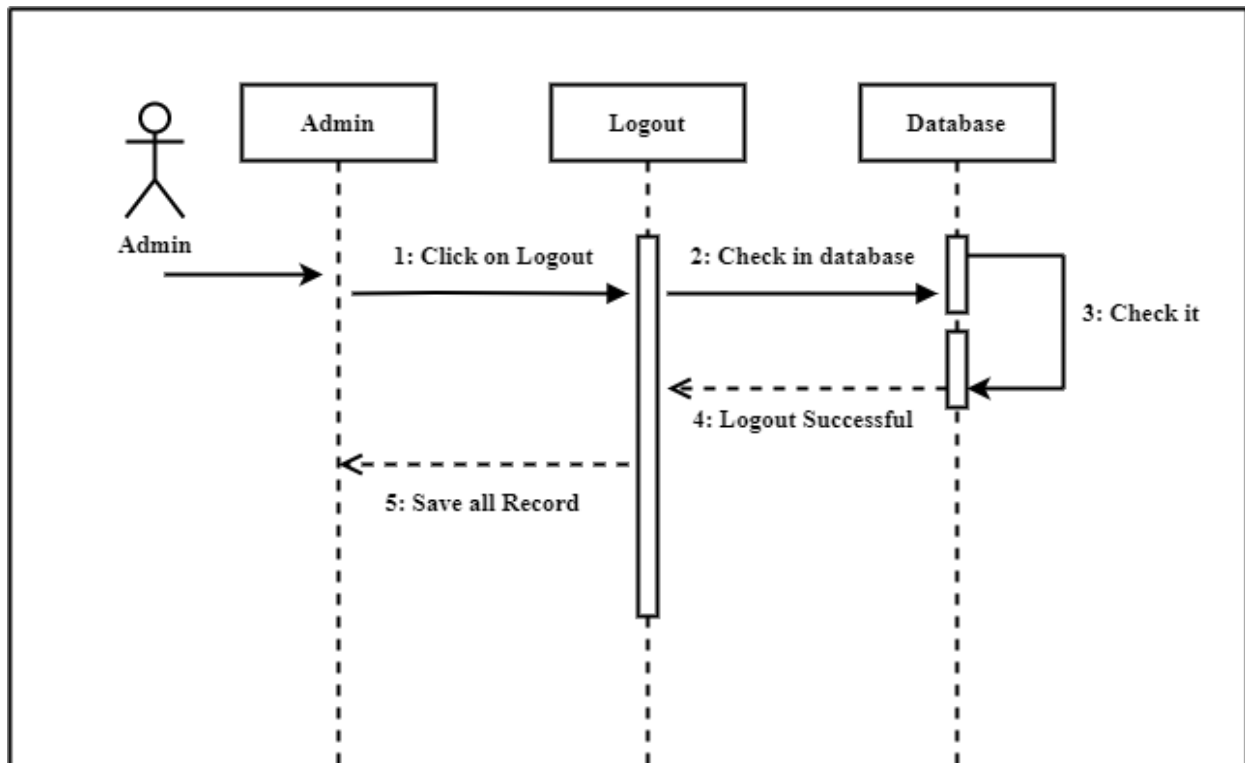 Admin
Logout
Database
Admin
1: Click on Logout
2: Check in database
3: Check it
4: Logout Successful
5: Save all Record